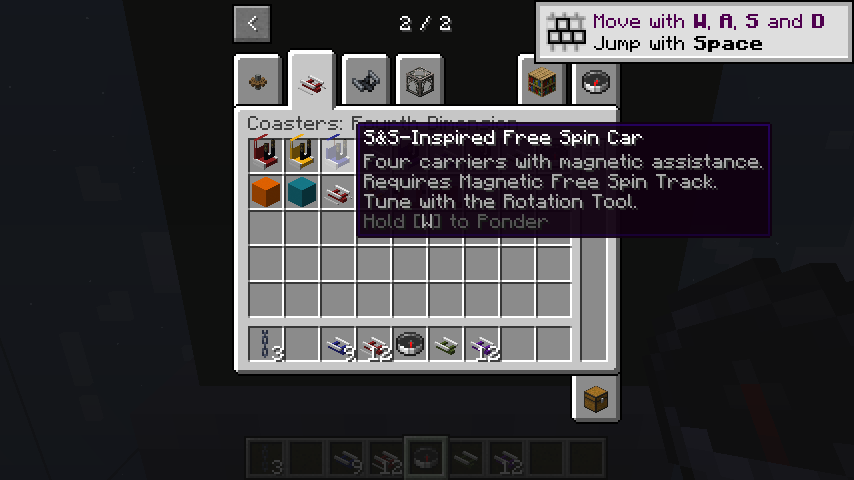 2 / 2
Move with W, A, S and D
Jump with Space
Coasters: Fourth Dimension
S&S-Inspired Free Spin Car
Four carriers with magnetic assistance.
Requires Magnetic Free Spin Track.
Tune with the Rotation Tool.
Hold [W] to Ponder
3 9 12 12
3 9 12 12